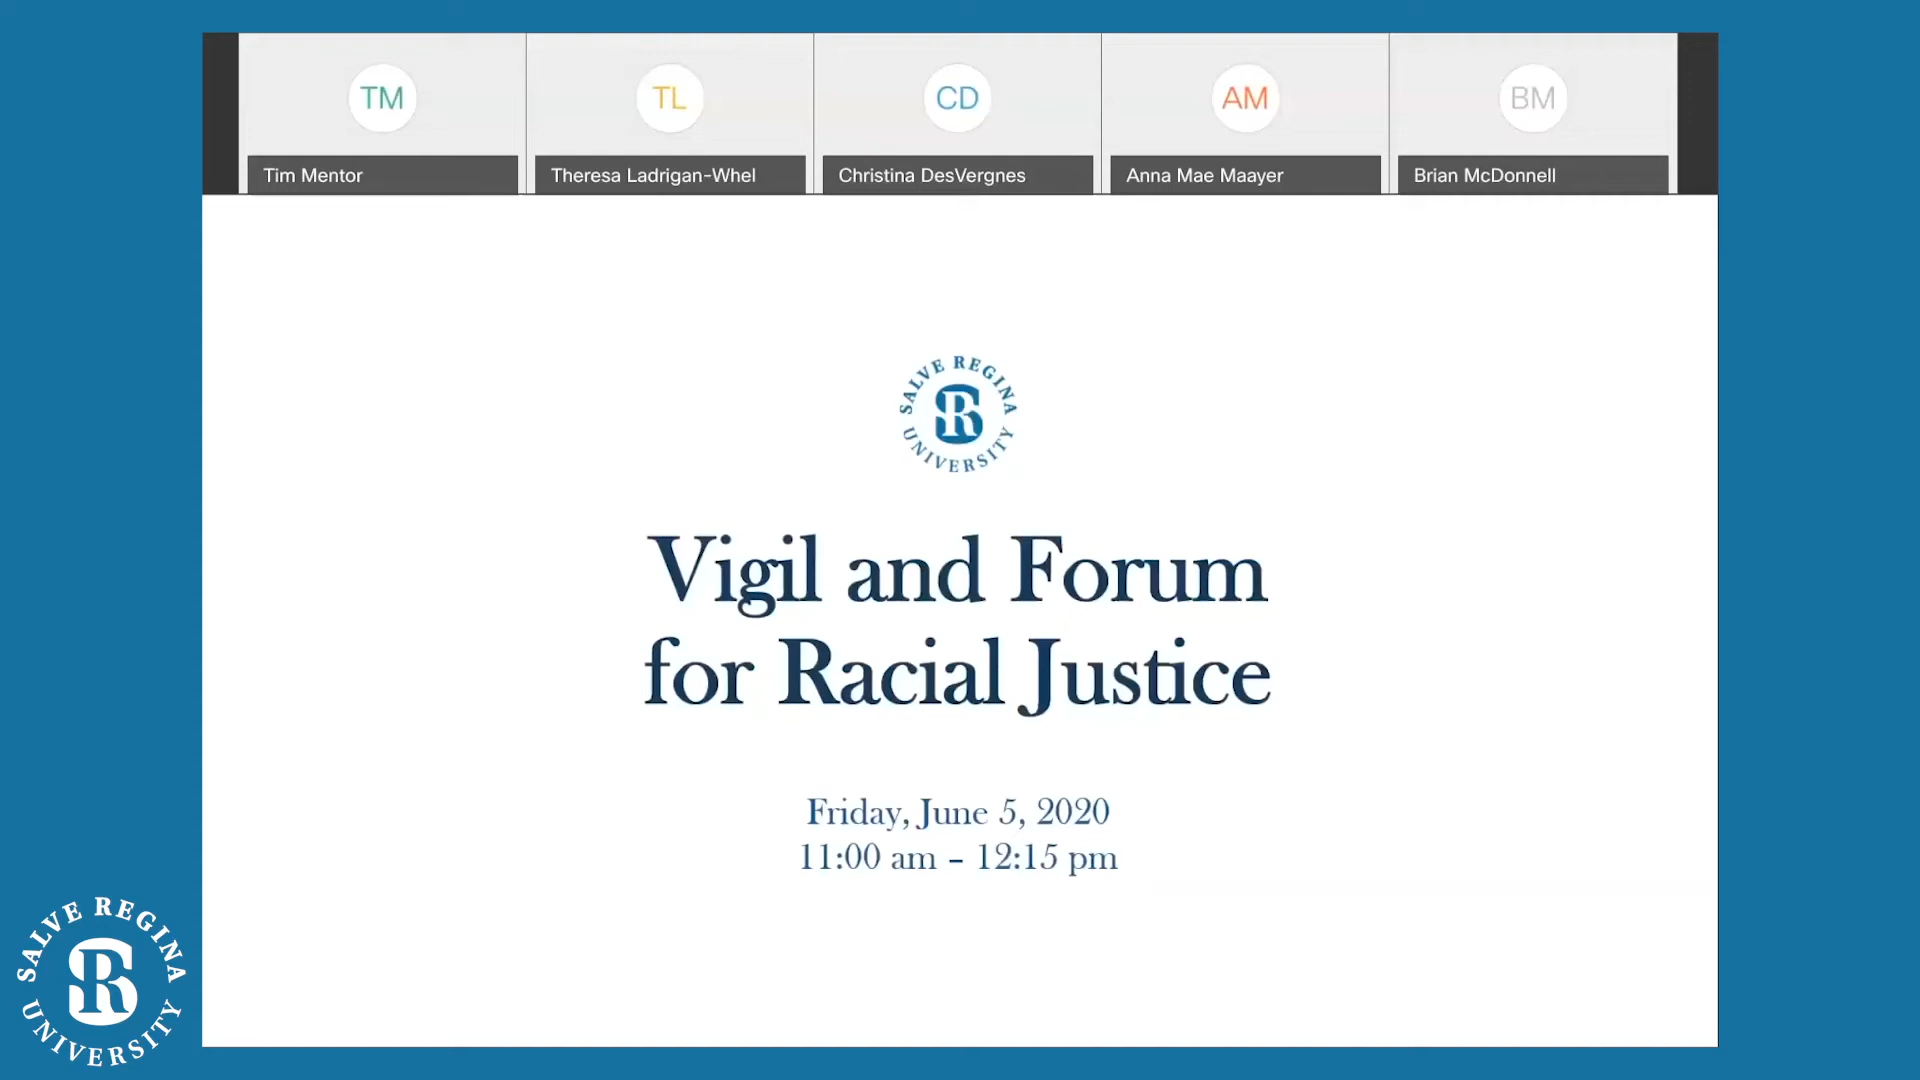 TM
TL
CD
AM
BM
Tim Mentor
Theresa Ladrigan-Whel
Christina DesVergnes
Anna Mae Maayer
Brian McDonnell
SALVE REGINA
SR
UNIVERSITY
Vigil and Forum
for Racial Justice
Friday, June 5, 2020
11:00 am – 12:15 pm
SALVE REGINA
SR
UNIVERSITY